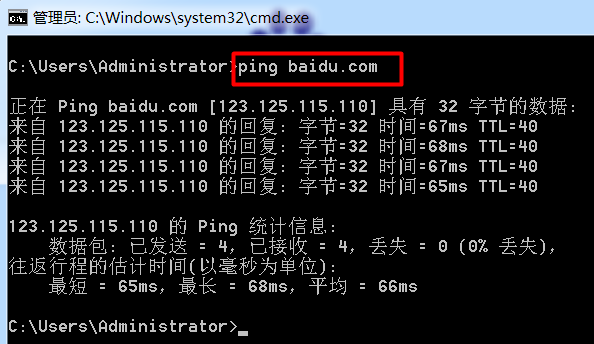 管理员: C:\Windows\system32\cmd.exe
C:\Users\Administrator>ping baidu.com
正在 Ping baidu.com [123.125.115.110] 具有 32 字节的数据:
来自 123.125.115.110 的回复: 字节=32 时间=67ms TTL=40
来自 123.125.115.110 的回复: 字节=32 时间=68ms TTL=40
来自 123.125.115.110 的回复: 字节=32 时间=67ms TTL=40
来自 123.125.115.110 的回复: 字节=32 时间=65ms TTL=40
123.125.115.110 的 Ping 统计信息:
数据包: 已发送 = 4, 已接收 = 4, 丢失 = 0 (0% 丢失),
往返行程的估计时间(以毫秒为单位):
最短 = 65ms, 最长 = 68ms, 平均 = 66ms
C:\Users\Administrator>_